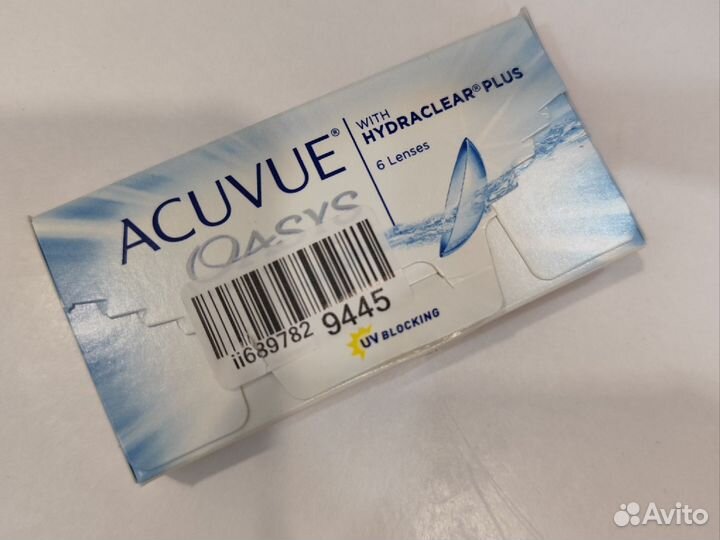 ACUVUE®
OASYS
WITH
HYDRACLEAR® PLUS
6 Lenses
ii689782 9445
UV BLOCKING
Avito